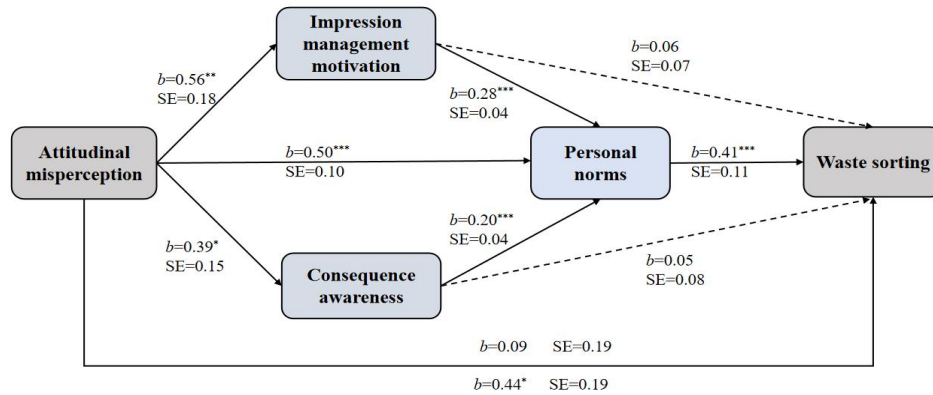 Impression
management
motivation
b=0.06
SE=0.07
b=0.56**
SE=0.18
b=0.28***
SE=0.04
Attitudinal
misperception
b=0.50***
SE=0.10
Personal
norms
b=0.41***
SE=0.11
Waste sorting
b=0.39*
SE=0.15
b=0.20***
SE=0.04
Consequence
awareness
b=0.05
SE=0.08
b=0.09 SE=0.19
b=0.44* SE=0.19